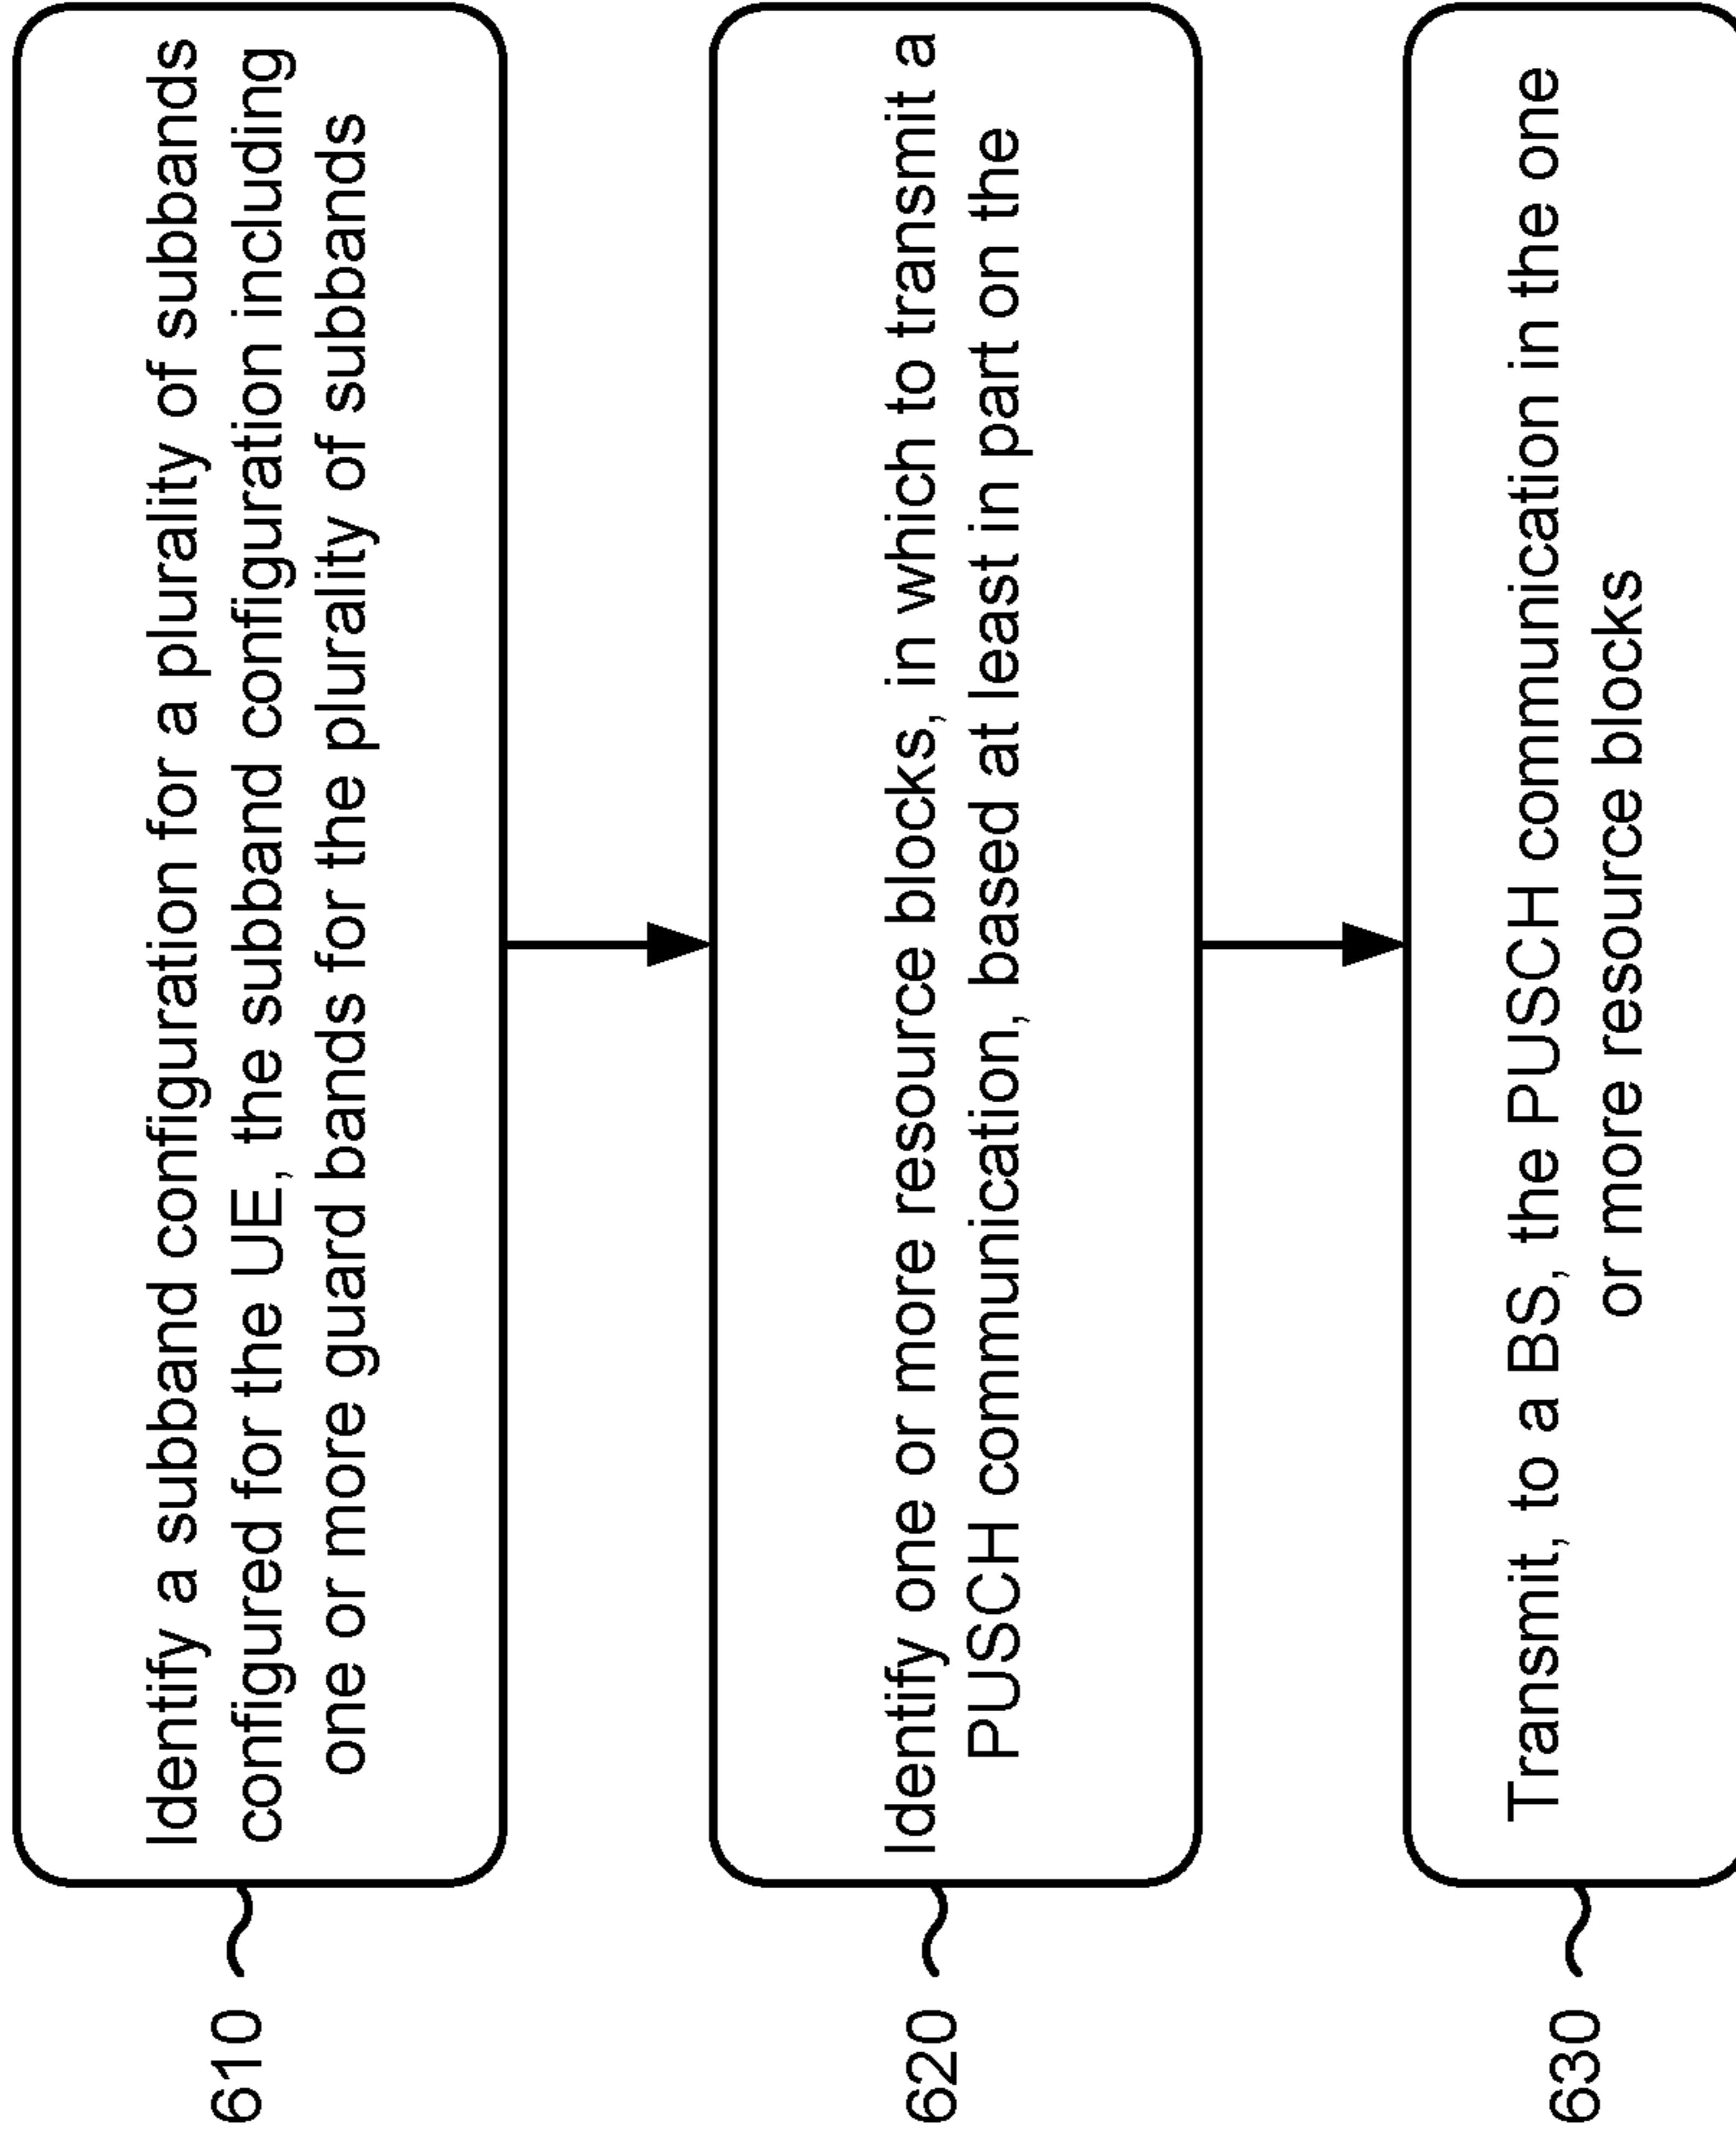 610
Identify a subband configuration for a plurality of subbands
configured for the UE, the subband configuration including
one or more guard bands for the plurality of subbands
620
Identify one or more resource blocks, in which to transmit a
PUSCH communication, based at least in part on the
630
Transmit, to a BS, the PUSCH communication in the one
or more resource blocks